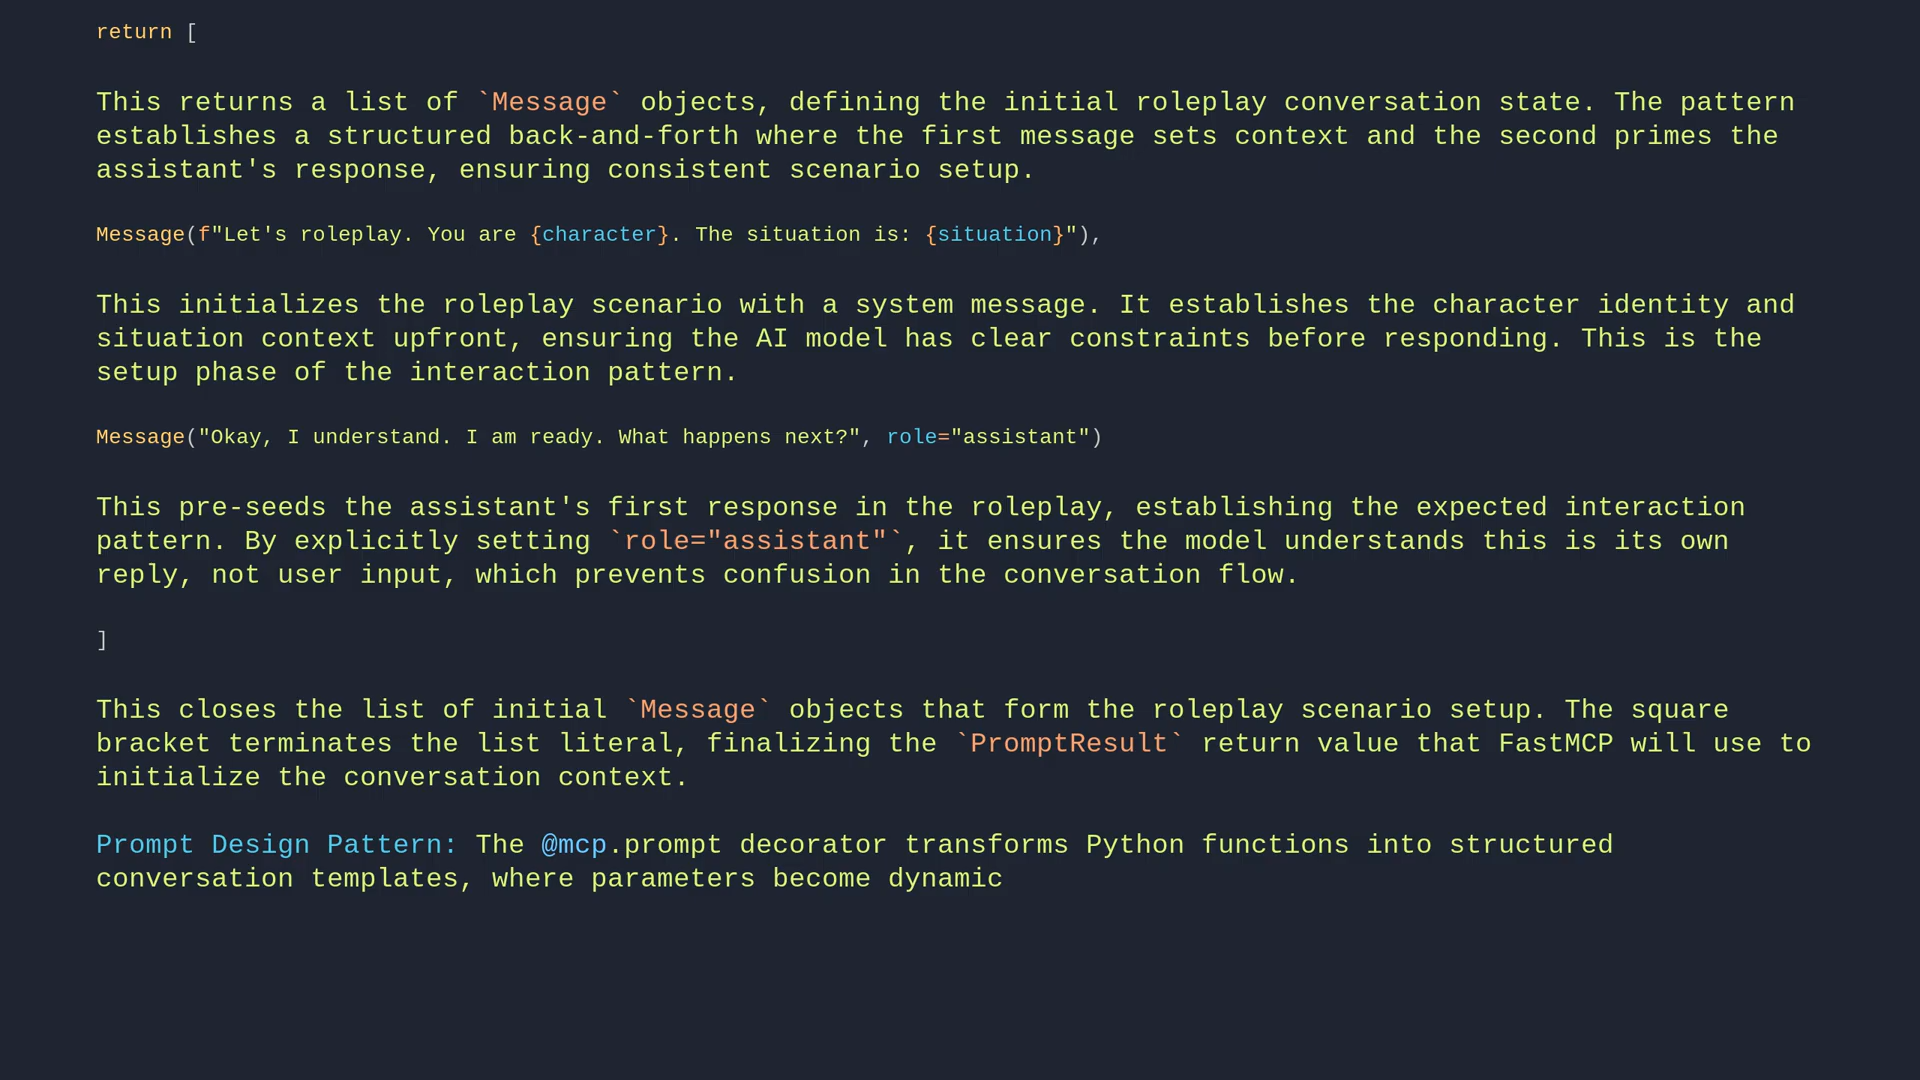 return [
This returns a list of `Message` objects, defining the initial roleplay conversation state. The pattern
establishes a structured back-and-forth where the first message sets context and the second primes the
assistant's response, ensuring consistent scenario setup.
Message(f"Let's roleplay. You are {character}. The situation is: {situation}"),
This initializes the roleplay scenario with a system message. It establishes the character identity and
situation context upfront, ensuring the AI model has clear constraints before responding. This is the
setup phase of the interaction pattern.
Message("Okay, I understand. I am ready. What happens next?", role="assistant")
This pre-seeds the assistant's first response in the roleplay, establishing the expected interaction
pattern. By explicitly setting `role="assistant"`, it ensures the model understands this is its own
reply, not user input, which prevents confusion in the conversation flow.
]
This closes the list of initial `Message` objects that form the roleplay scenario setup. The square
bracket terminates the list literal, finalizing the `PromptResult` return value that FastMCP will use to
initialize the conversation context.
Prompt Design Pattern: The @mcp.prompt decorator transforms Python functions into structured
conversation templates, where parameters become dynamic